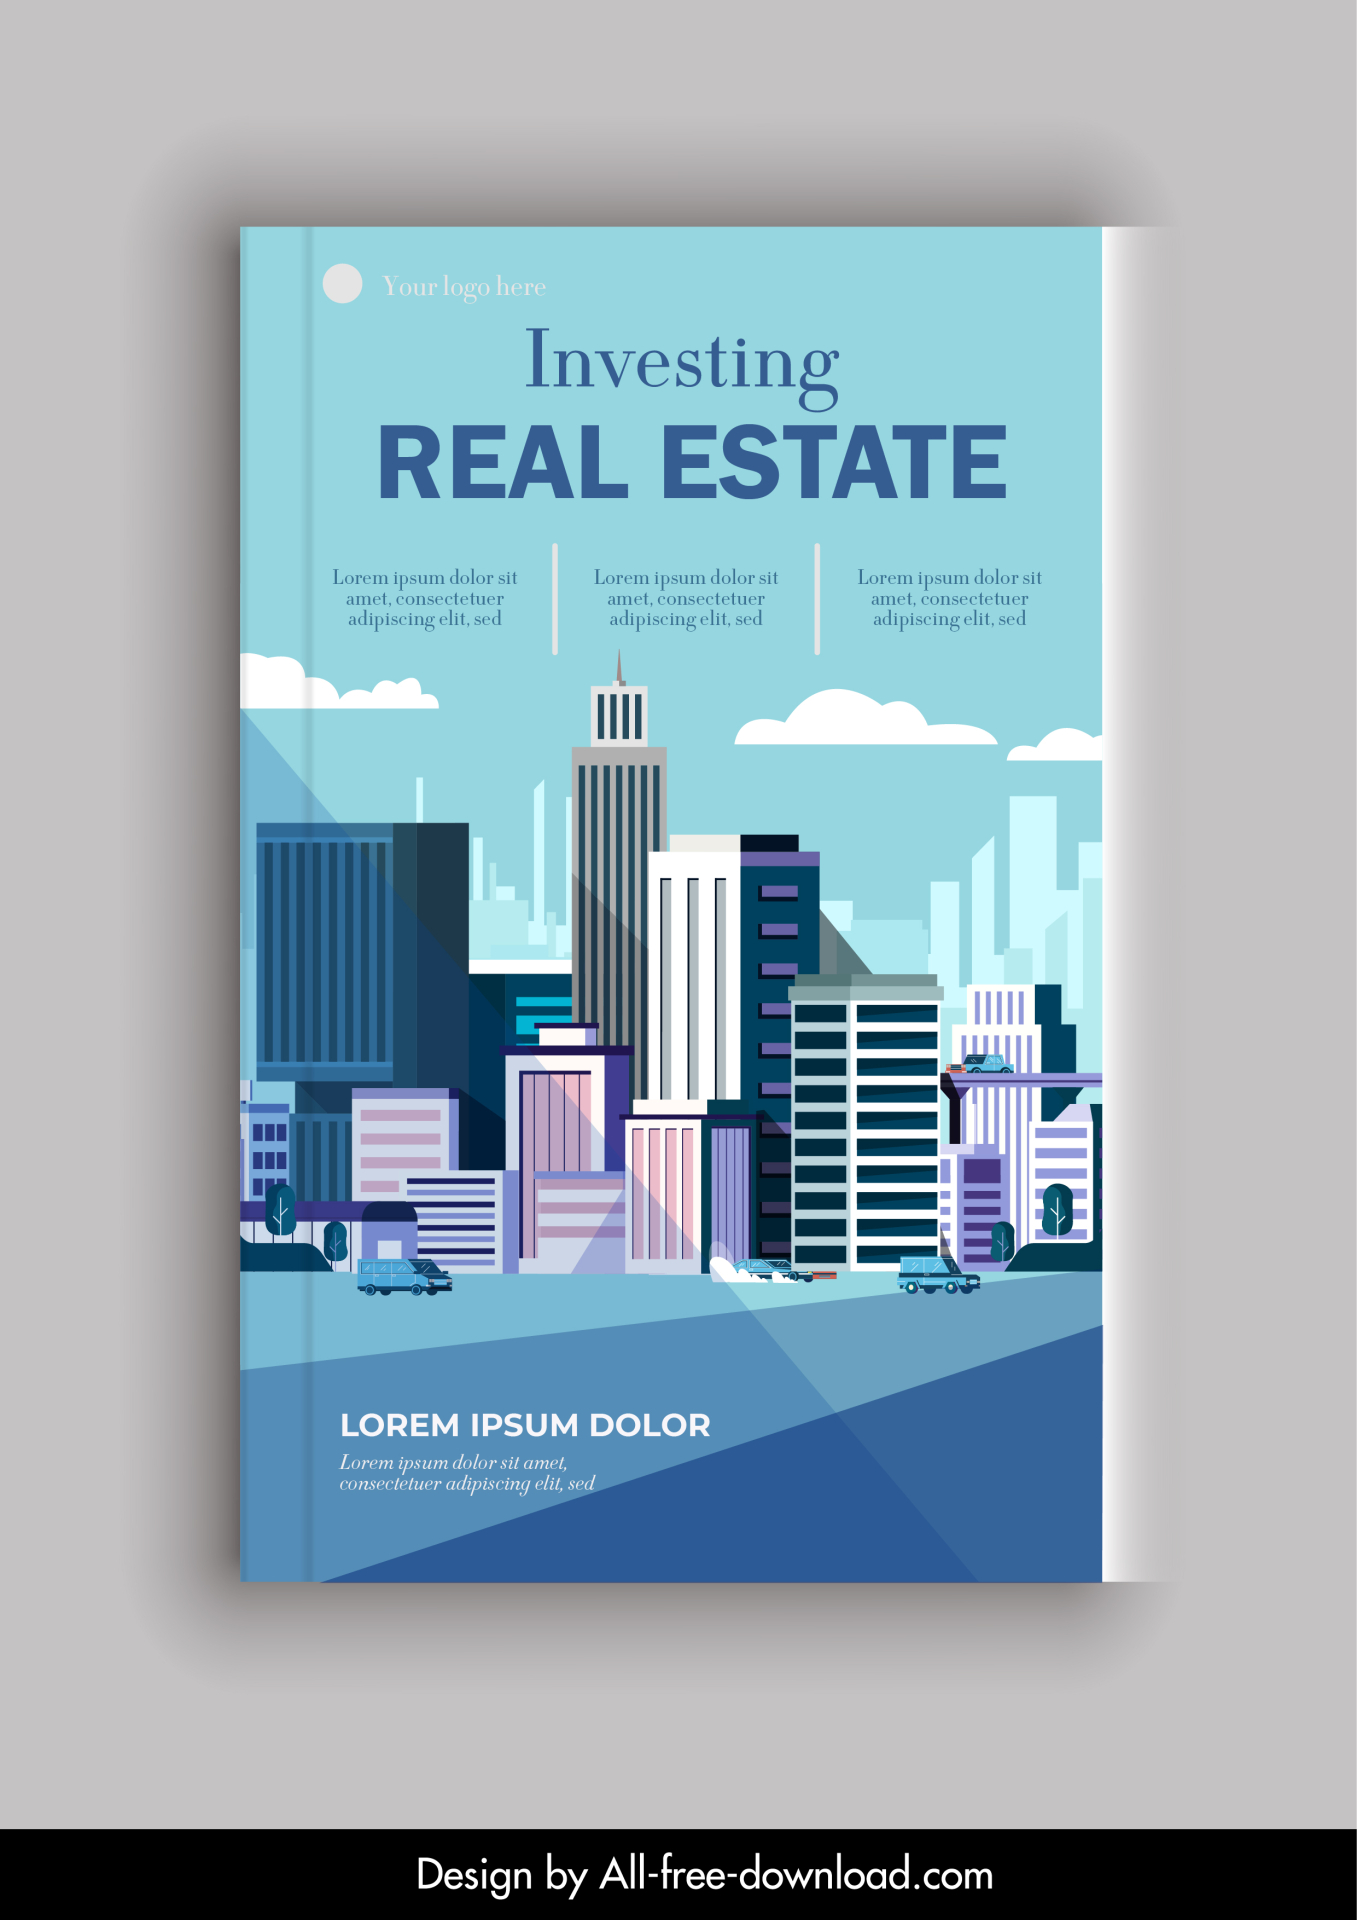 Your logo here
Investing
REAL ESTATE
Lorem ipsum dolor sit
amet, consectetuer
adipiscing elit, sed
Lorem ipsum dolor sit
amet, consectetuer
adipiscing elit, sed
Lorem ipsum dolor sit
amet, consectetuer
adipiscing elit, sed
LOREM IPSUM DOLOR
Lorem ipsum dolor sit amet,
consectetuer adipiscing elit, sed
Design by All-free-download.com